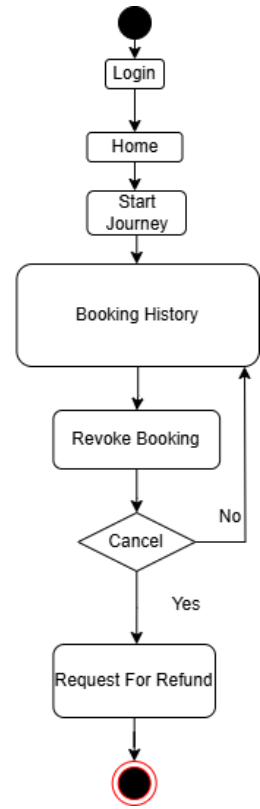 Login
Home
Start
Journey
Booking History
Revoke Booking
Cancel
No
Yes
Request For Refund